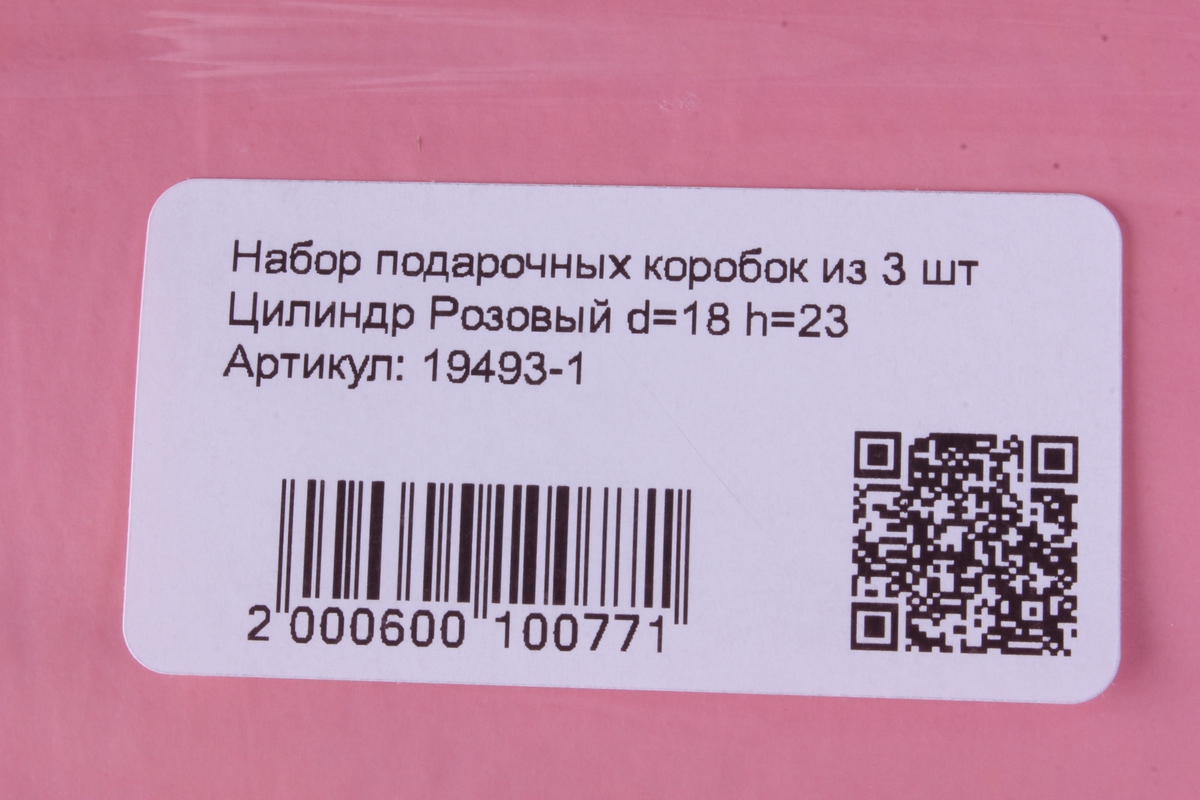 Набор подарочных коробок из 3 шт
Цилиндр Розовый d=18 h=23
Артикул: 19493-1
2 000600 100771